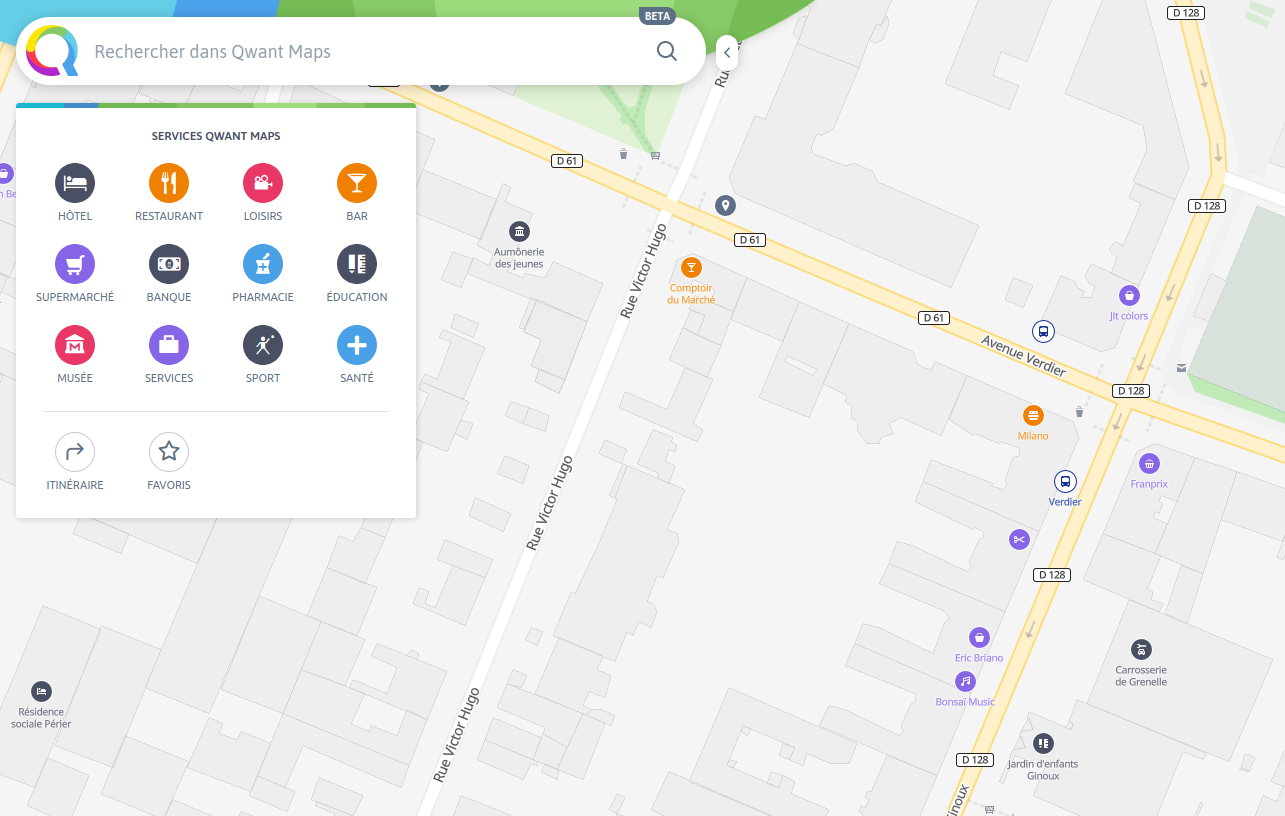 BETA
Rechercher dans Qwant Maps
SERVICES QWANT MAPS
HÔTEL
RESTAURANT
LOISIRS
BAR
SUPERMARCHÉ
BANQUE
PHARMACIE
ÉDUCATION
MUSÉE
SERVICES
SPORT
SANTÉ
ITINÉRAIRE
FAVORIS
D 128
D 61
D 128
Aumônerie
des jeunes
Rue Victor Hugo
D 61
Comptoir
du Marché
D 61
Jlt colors
Avenue Verdier
D 128
Milano
Franprix
Verdier
Rue Victor Hugo
D 128
Eric Briano
Carrosserie
de Grenelle
Bonsaï Music
Résidence
sociale Périer
Rue Victor Hugo
D 128
Jardin d'enfants
Ginoux